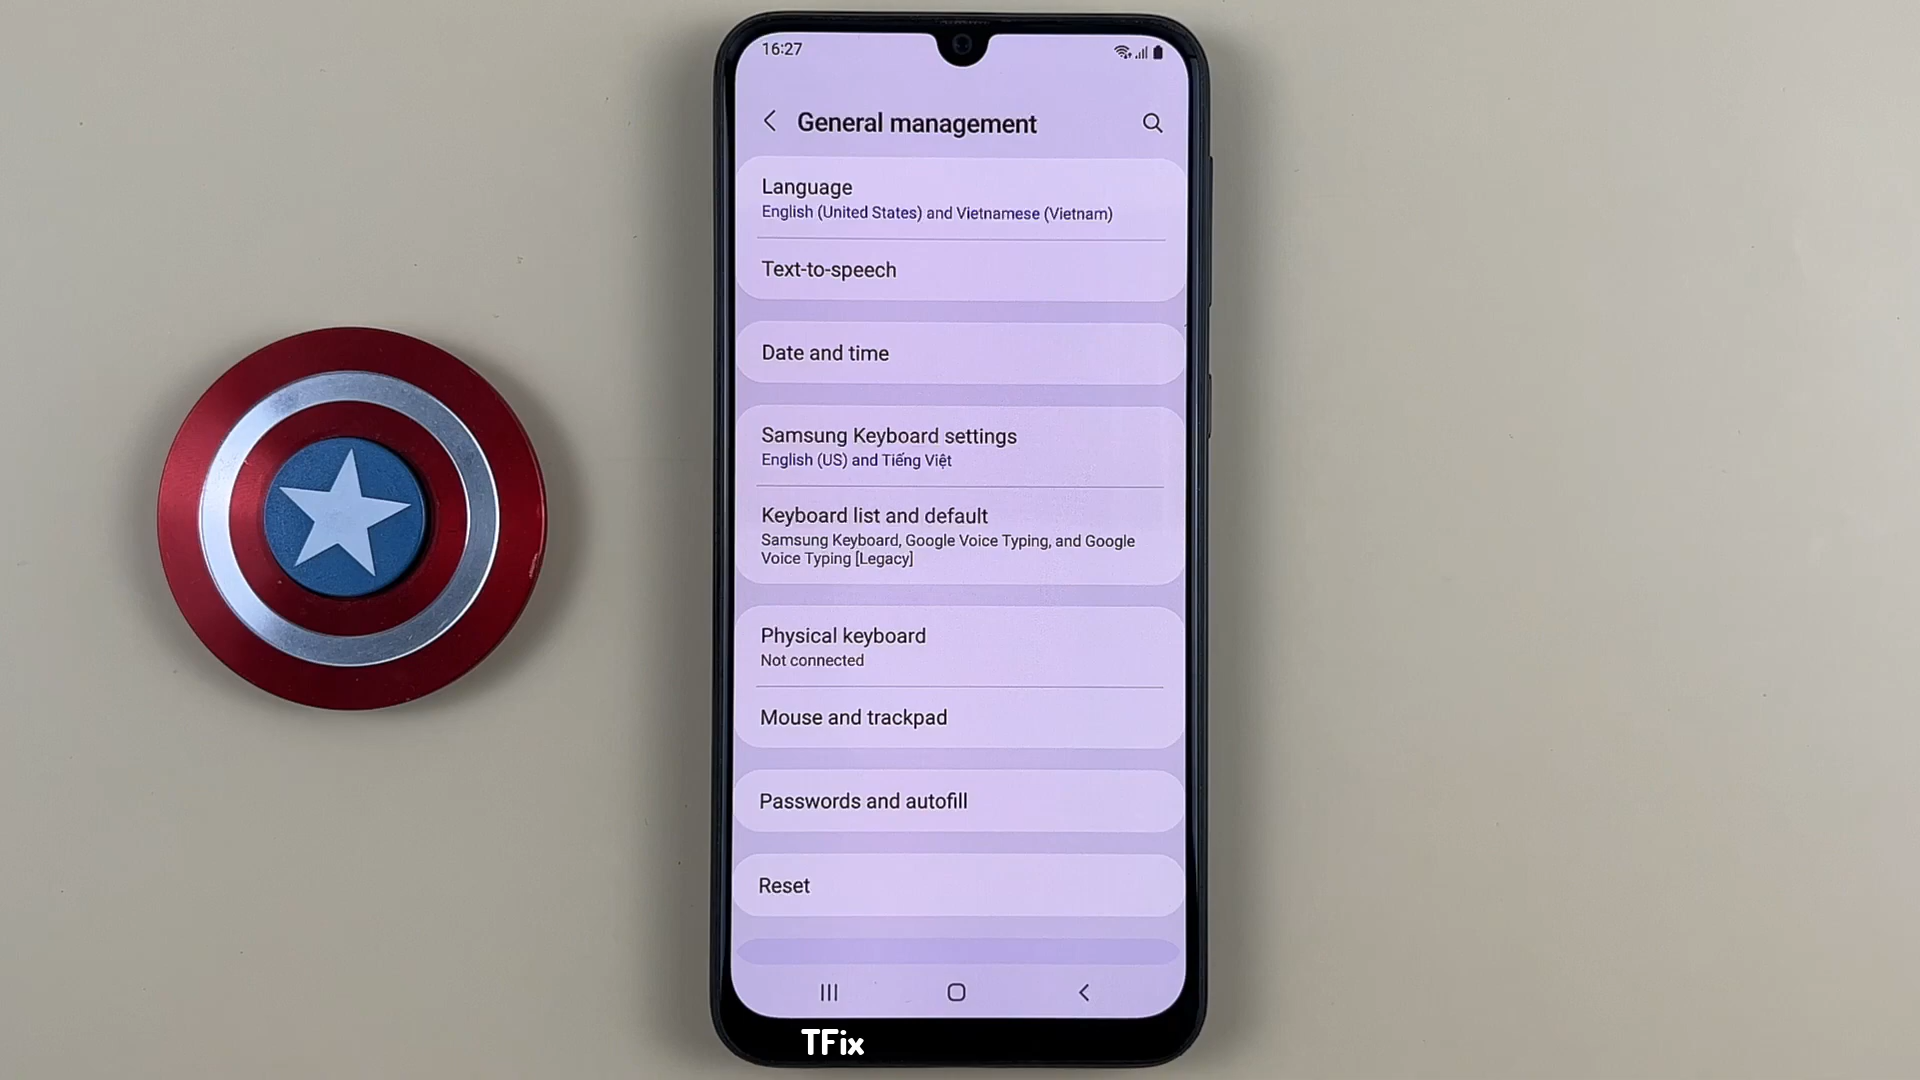 16:27
General management
Language
English (United States) and Vietnamese (Vietnam)
Text-to-speech
Date and time
Samsung Keyboard settings
English (US) and Tiếng Việt
Keyboard list and default
Samsung Keyboard, Google Voice Typing, and Google
Voice Typing [Legacy]
Physical keyboard
Not connected
Mouse and trackpad
Passwords and autofill
Reset
TFix